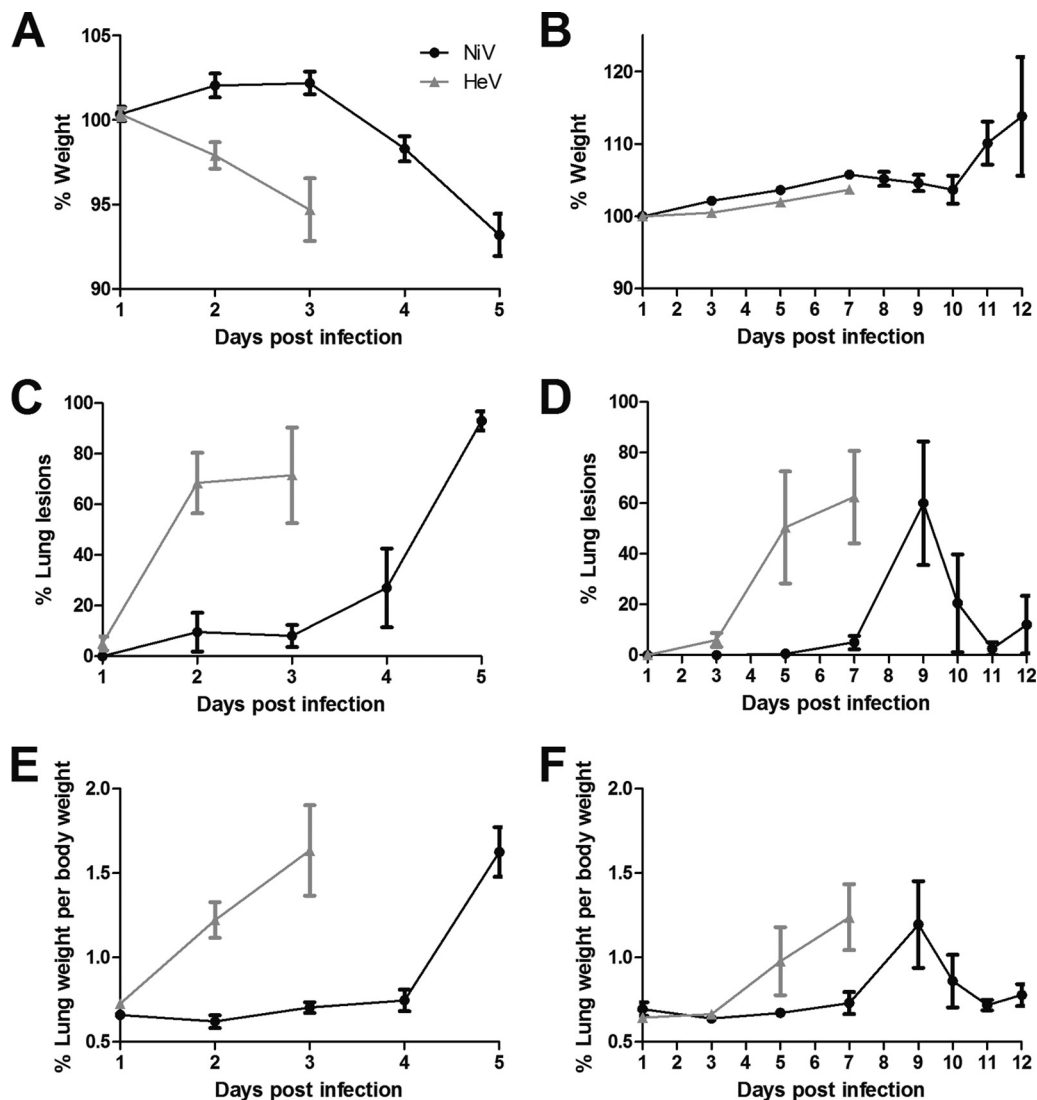 A
105
100
95
90
% Weight
1 2 3 4 5
Days post infection
NiV
HeV
B
120
110
100
90
% Weight
1 2 3 4 5 6 7 8 9 10 11 12
Days post infection
C
100
80
60
40
20
0
% Lung lesions
1 2 3 4 5
Days post infection
D
100
80
60
40
20
0
% Lung lesions
1 2 3 4 5 6 7 8 9 10 11 12
Days post infection
E
2.0
1.5
1.0
0.5
% Lung weight per body weight
1 2 3 4 5
Days post infection
F
2.0
1.5
1.0
0.5
% Lung weight per body weight
1 2 3 4 5 6 7 8 9 10 11 12
Days post infection